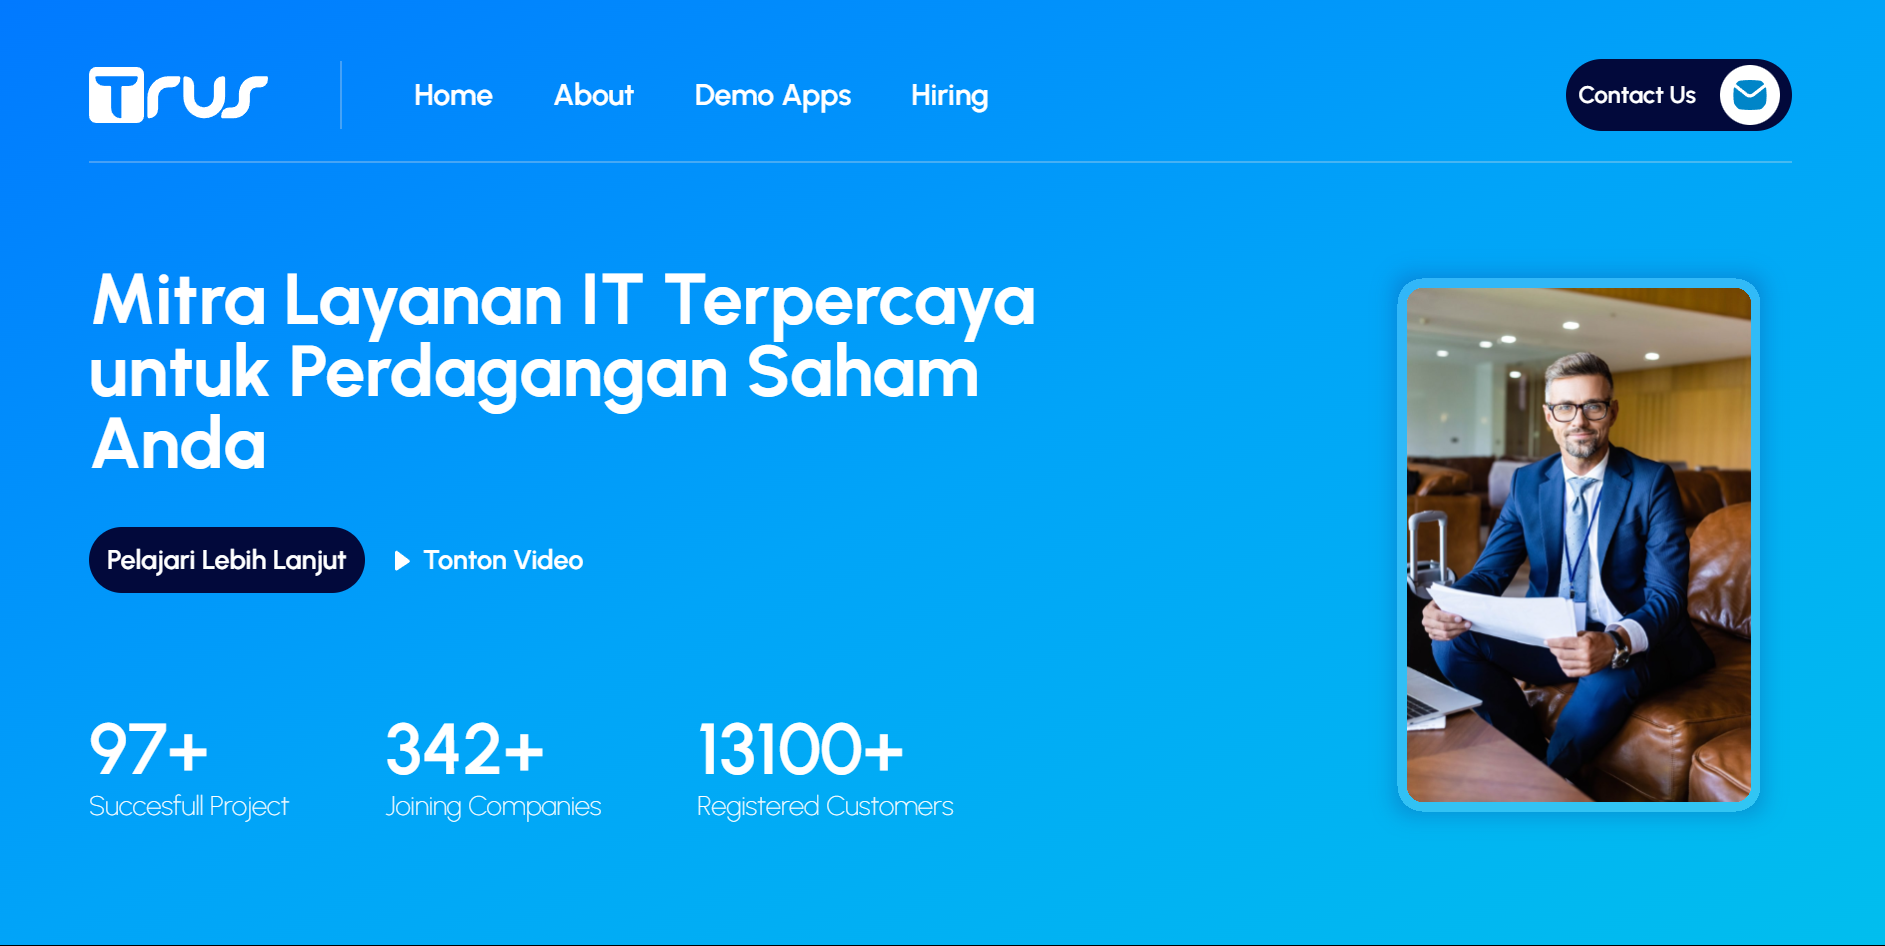 Trus
Home About Demo Apps Hiring
Contact Us
Mitra Layanan IT Terpercaya
untuk Perdagangan Saham
Anda
Pelajari Lebih Lanjut
Tonton Video
97+ 342+ 13100+
Succesfull Project Joining Companies Registered Customers